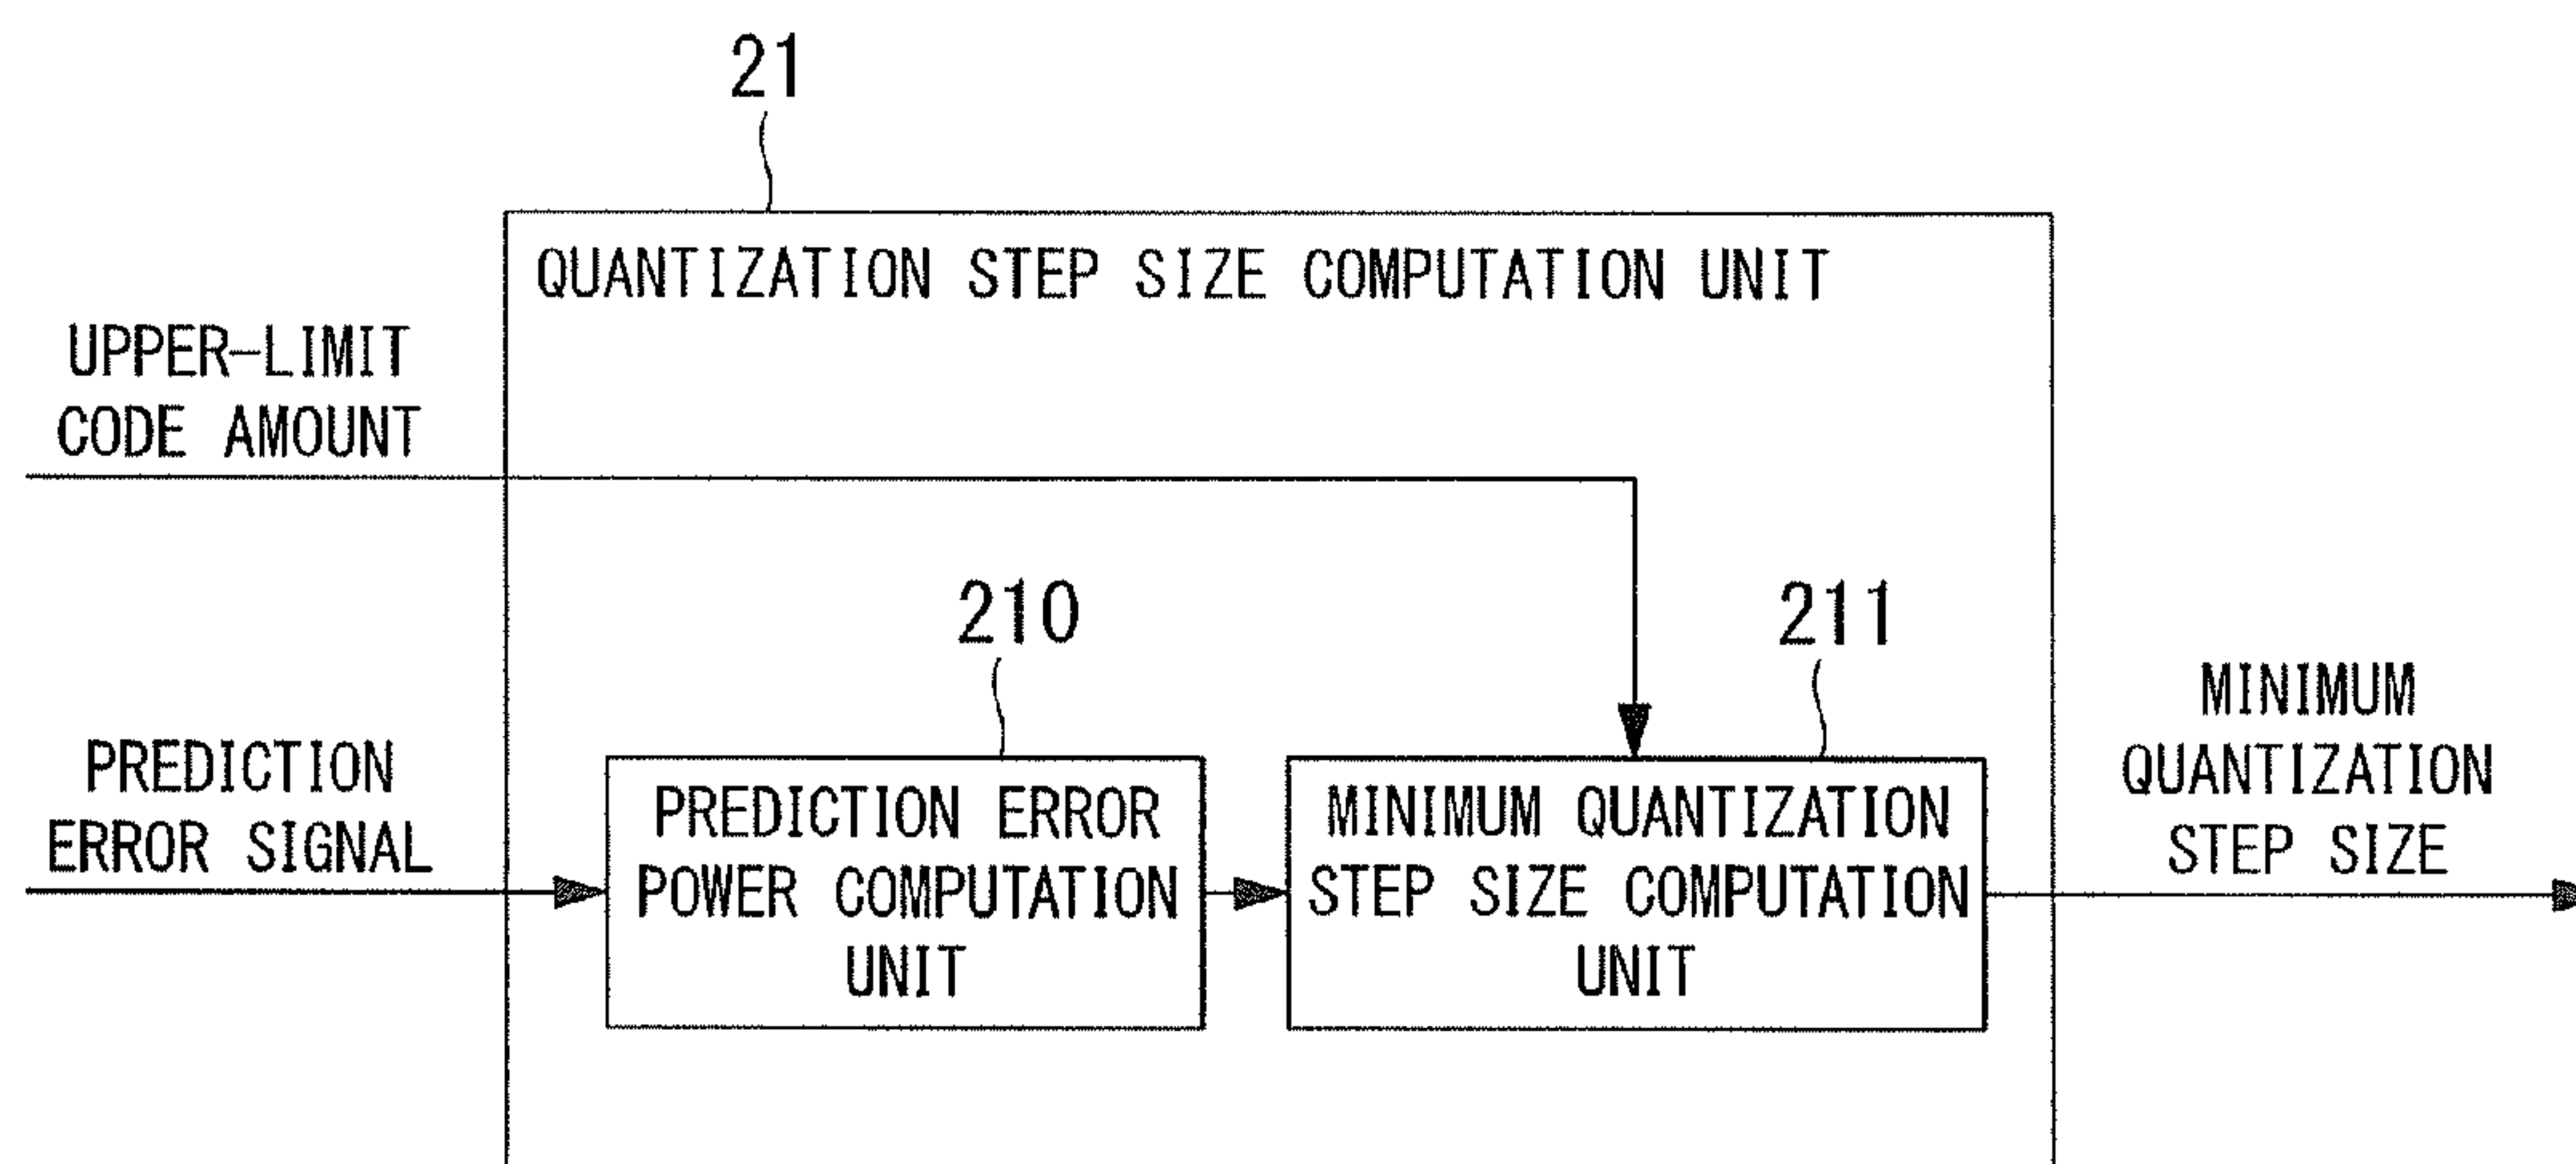 21
QUANTIZATION STEP SIZE COMPUTATION UNIT
UPPER-LIMIT
CODE AMOUNT
210
211
PREDICTION
ERROR SIGNAL
PREDICTION ERROR
POWER COMPUTATION
UNIT
MINIMUM QUANTIZATION
STEP SIZE COMPUTATION
UNIT
MINIMUM
QUANTIZATION
STEP SIZE